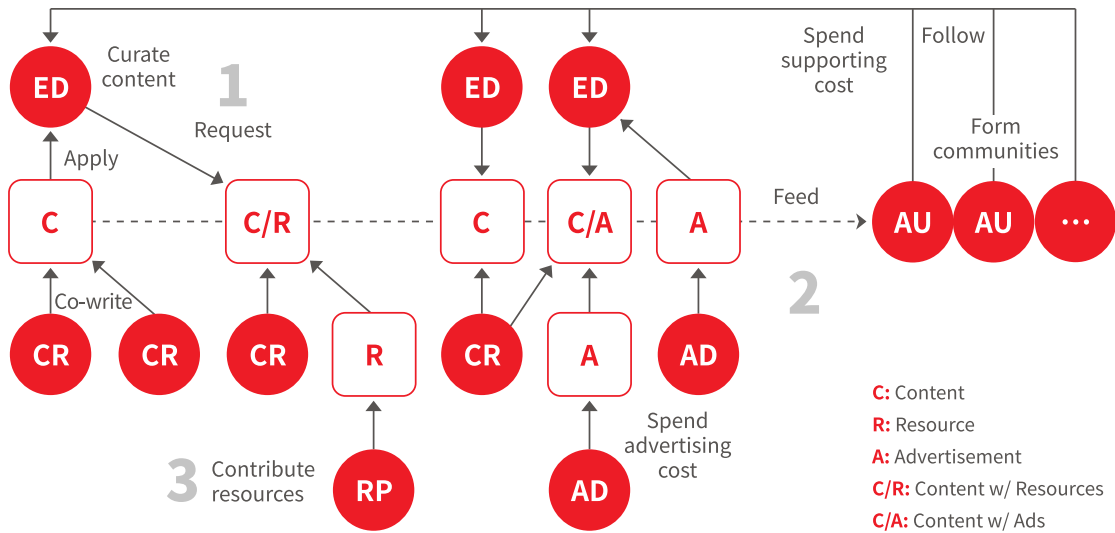 Curate
content
1
Request
ED
ED
ED
Spend
supporting
cost
Follow
Form
communities
Apply
C
C/R
C
C/A
A
Feed
AU
AU
...
2
Co-write
CR
CR
CR
R
CR
A
AD
3
Contribute
resources
RP
AD
Spend
advertising
cost
C: Content
R: Resource
A: Advertisement
C/R: Content w/ Resources
C/A: Content w/ Ads